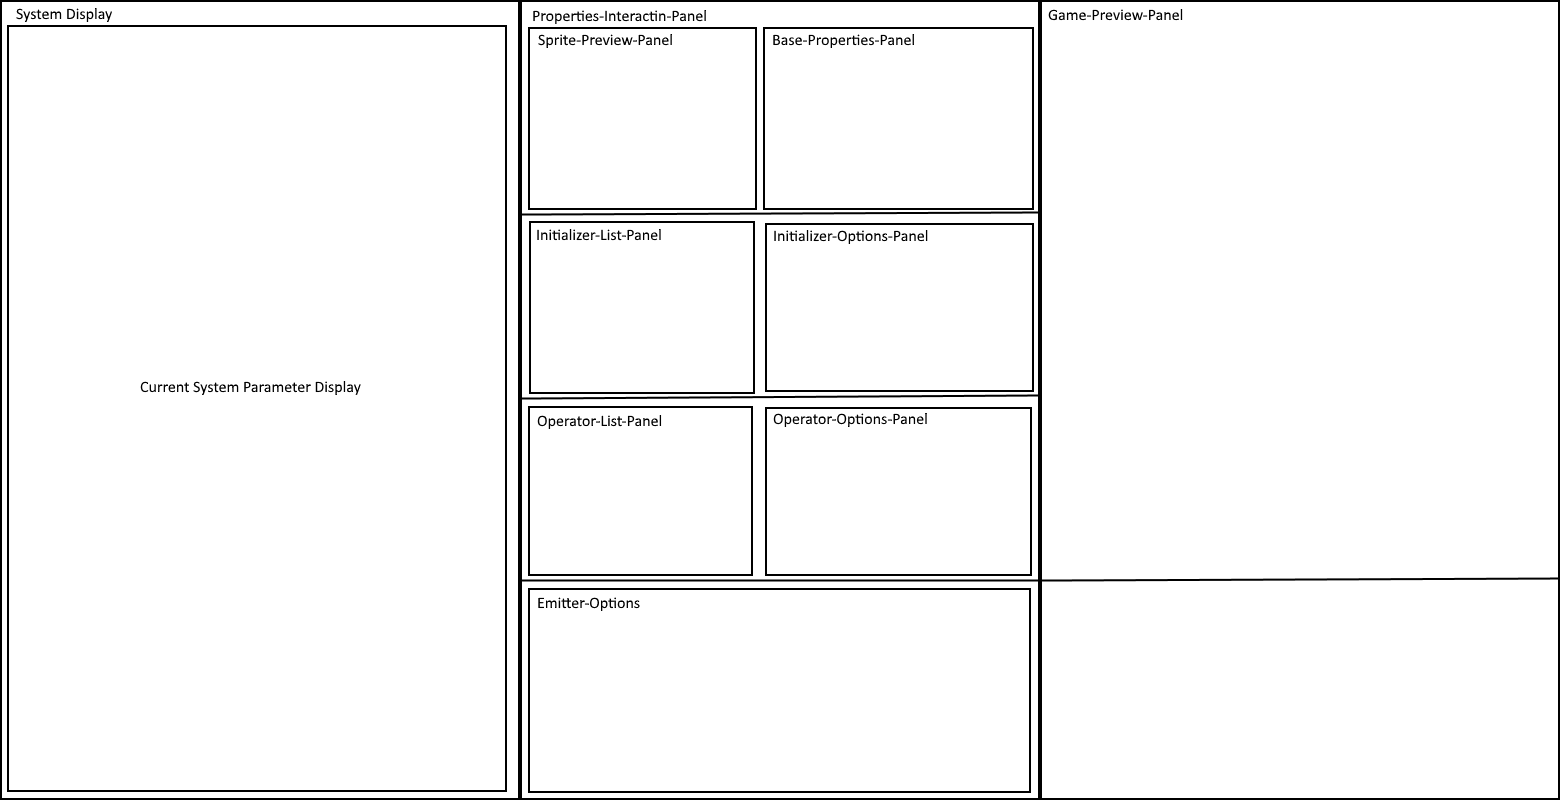 System Display
Current System Parameter Display
Properties-Interactin-Panel
Sprite-Preview-Panel
Base-Properties-Panel
Initializer-List-Panel
Initializer-Options-Panel
Operator-List-Panel
Operator-Options-Panel
Emitter-Options
Game-Preview-Panel